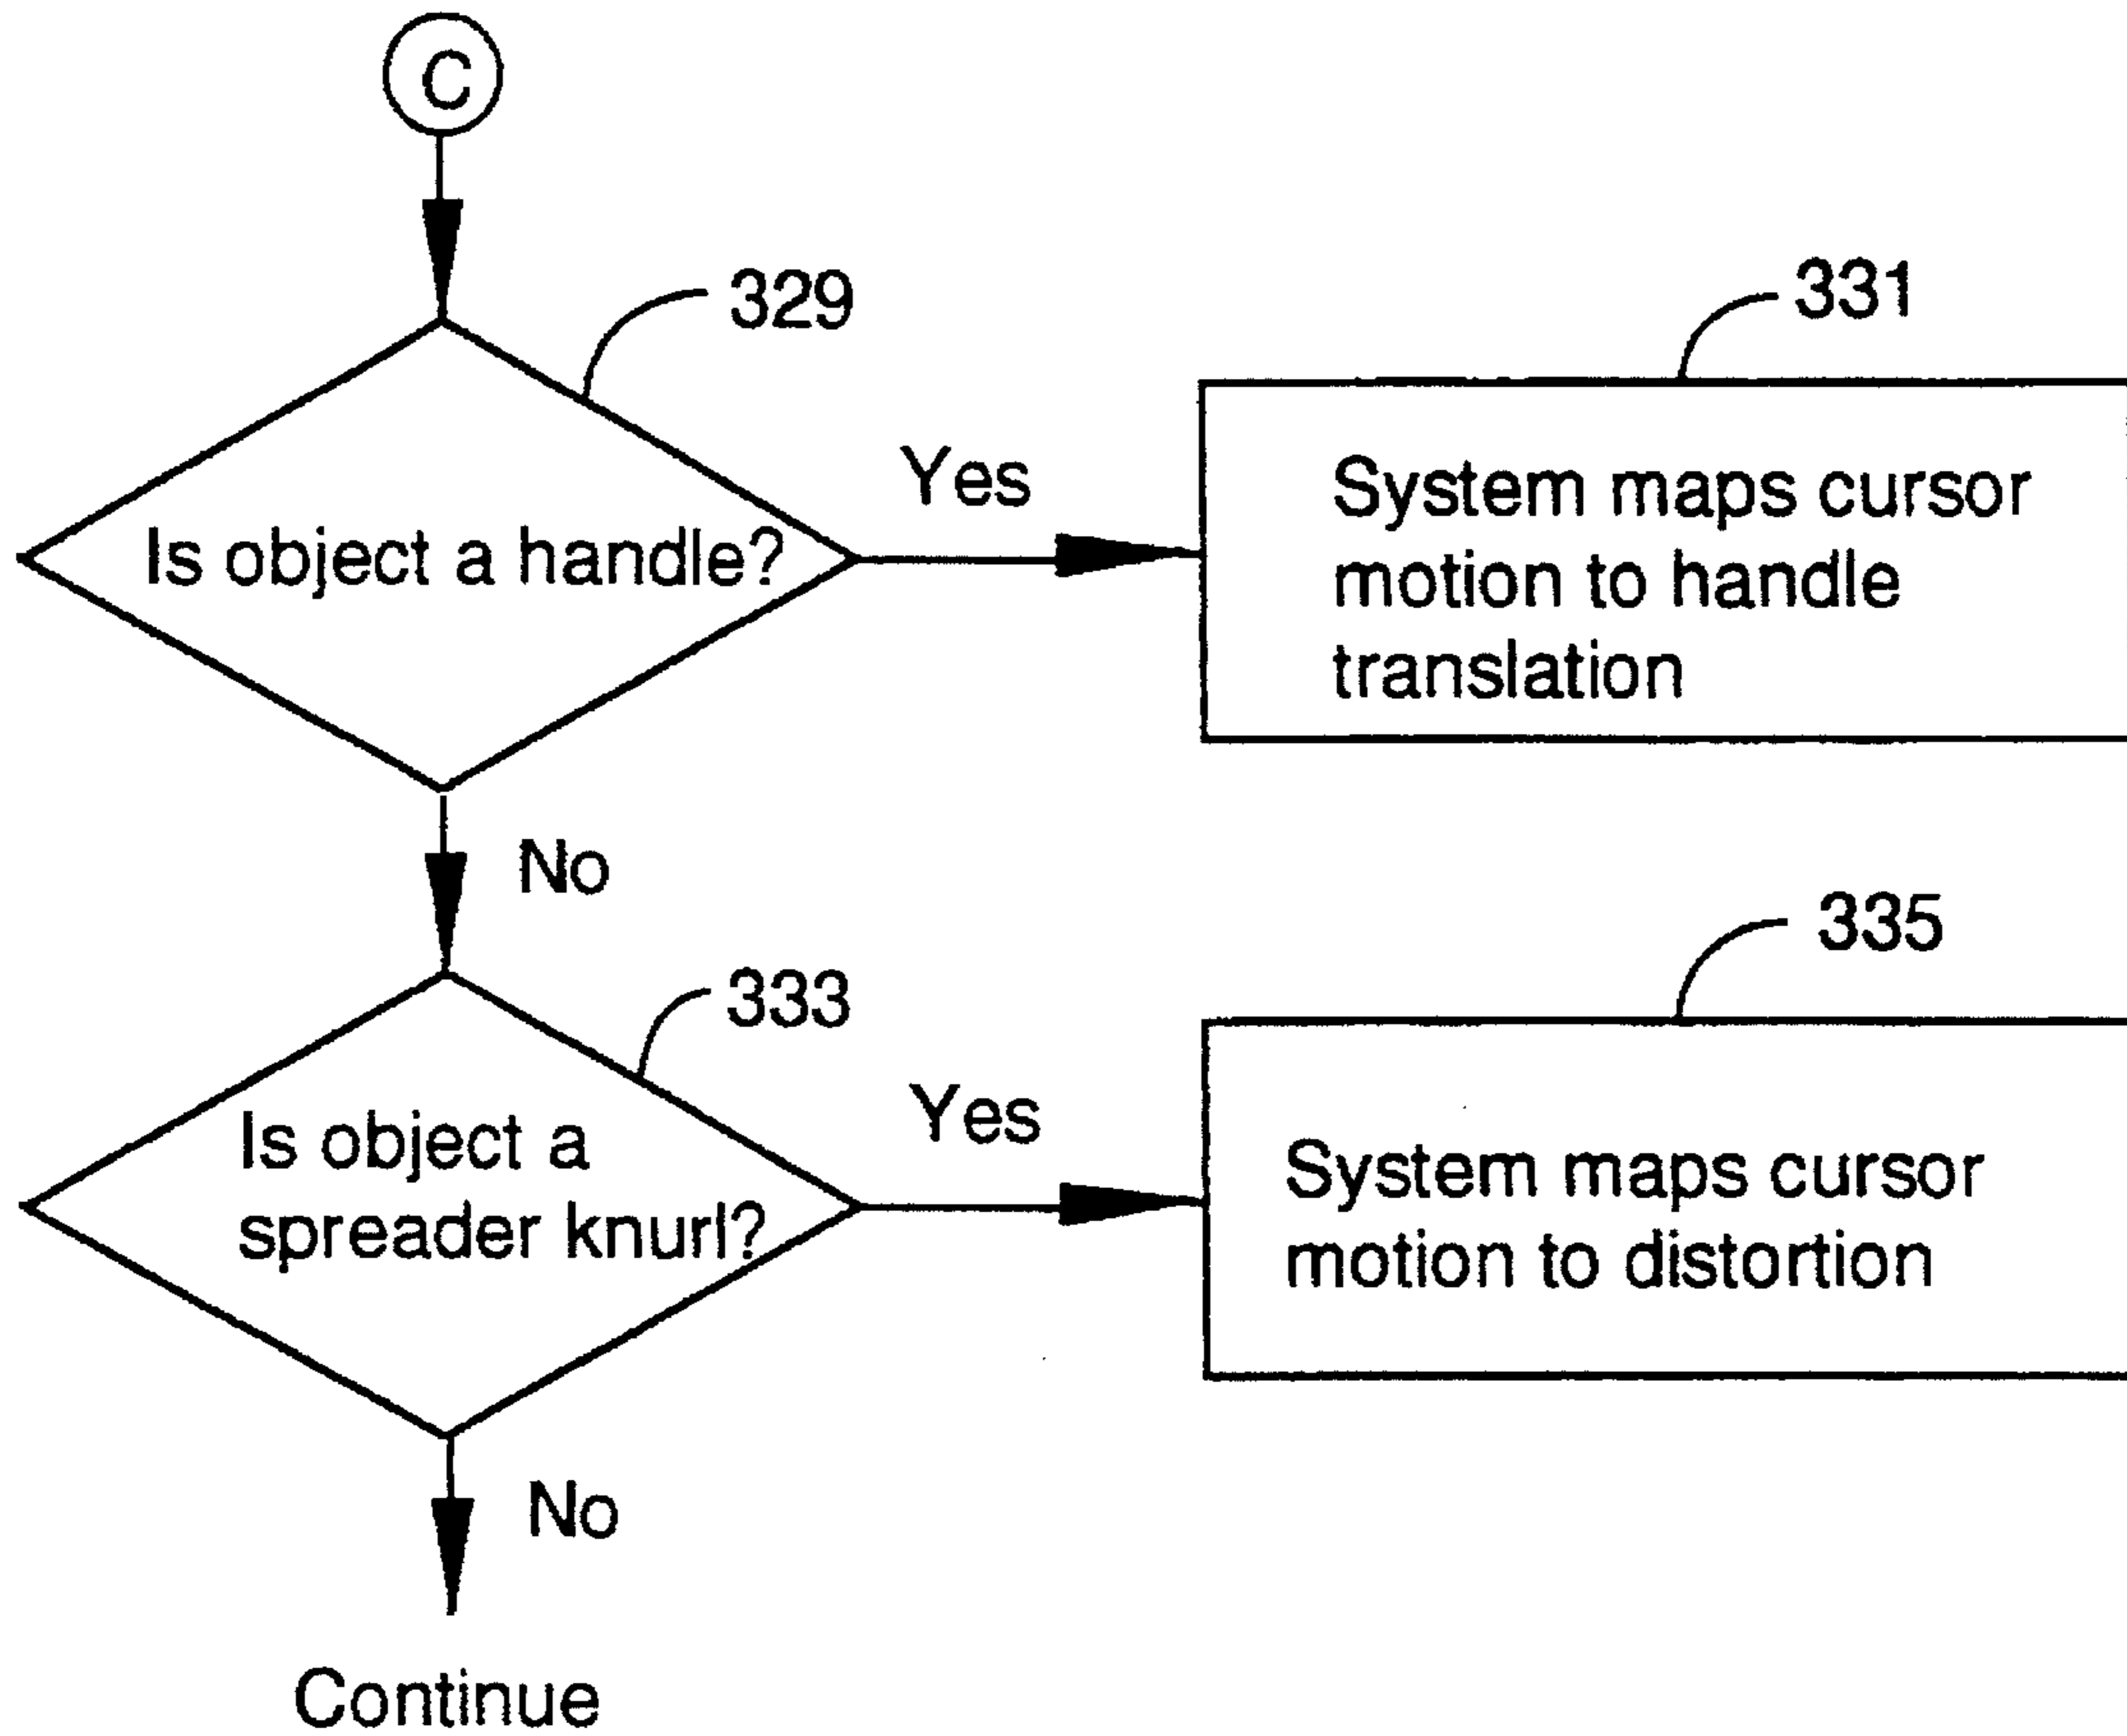 C
329
Is object a handle?
Yes
331
System maps cursor
motion to handle
translation
No
333
Is object a
spreader knurl?
Yes
335
System maps cursor
motion to distortion
No
Continue